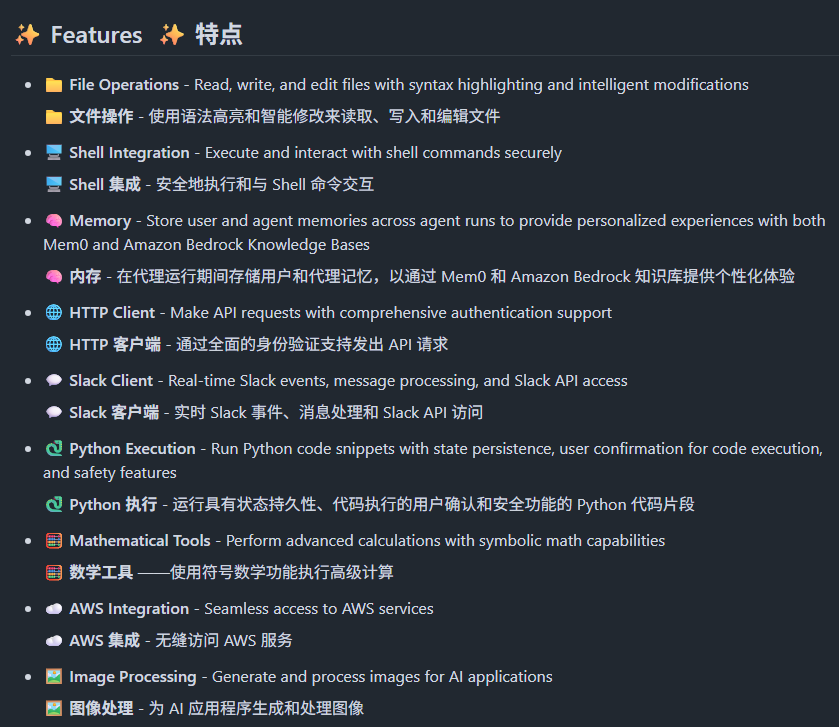 ✨ Features ✨ 特点
📁 File Operations - Read, write, and edit files with syntax highlighting and intelligent modifications
📁 文件操作 - 使用语法高亮和智能修改来读取、写入和编辑文件
🖥️ Shell Integration - Execute and interact with shell commands securely
🖥️ Shell 集成 - 安全地执行和与 Shell 命令交互
🧠 Memory - Store user and agent memories across agent runs to provide personalized experiences with both
Mem0 and Amazon Bedrock Knowledge Bases
🧠 内存 - 在代理运行期间存储用户和代理记忆，以通过 Mem0 和 Amazon Bedrock 知识库提供个性化体验
🌐 HTTP Client - Make API requests with comprehensive authentication support
🌐 HTTP 客户端 - 通过全面的身份验证支持发出 API 请求
💬 Slack Client - Real-time Slack events, message processing, and Slack API access
💬 Slack 客户端 - 实时 Slack 事件、消息处理和 Slack API 访问
🐍 Python Execution - Run Python code snippets with state persistence, user confirmation for code execution,
and safety features
🐍 Python 执行 - 运行具有状态持久性、代码执行的用户确认和安全功能的 Python 代码片段
🧮 Mathematical Tools - Perform advanced calculations with symbolic math capabilities
🧮 数学工具 ——使用符号数学功能执行高级计算
☁️ AWS Integration - Seamless access to AWS services
☁️ AWS 集成 - 无缝访问 AWS 服务
🖼️ Image Processing - Generate and process images for AI applications
🖼️ 图像处理 - 为 AI 应用程序生成和处理图像